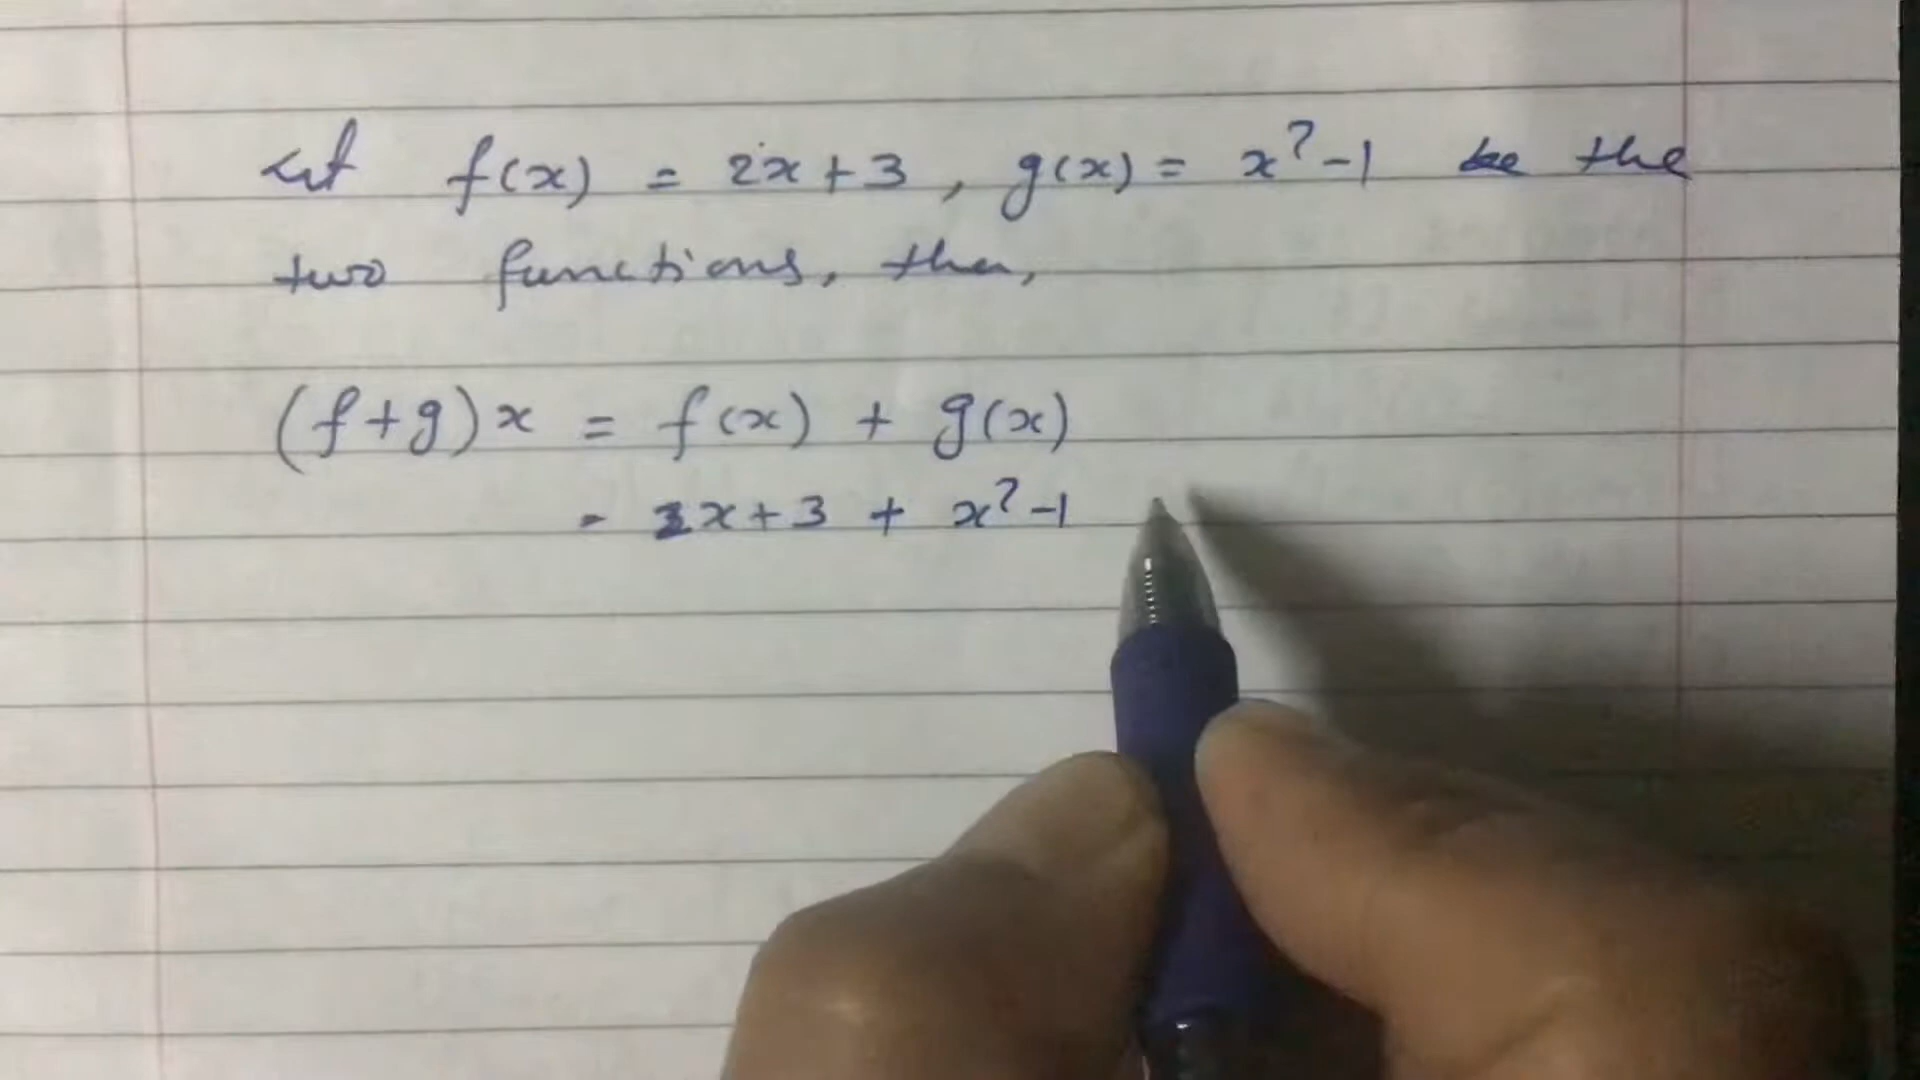 Let f(x) = 2x + 3 , g(x) = x² - 1 be the
two functions, then,
(f+g)x = f(x) + g(x)
= 2x + 3 + x² - 1